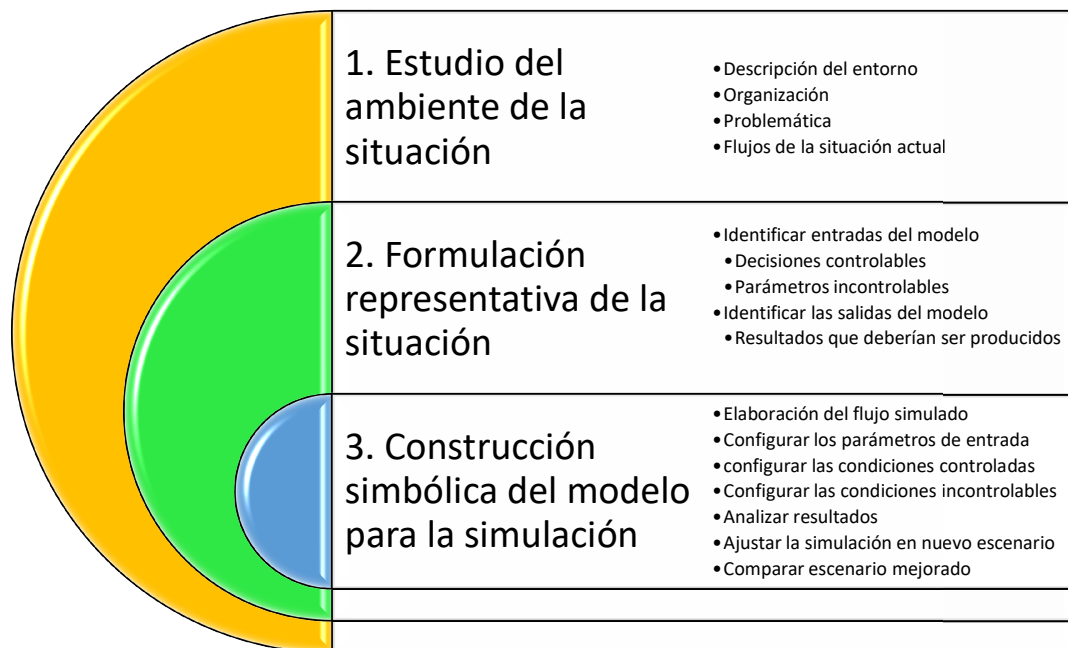 1. Estudio del
ambiente de la
situación
•Descripción del entorno
•Organización
•Problemática
•Flujos de la situación actual
2. Formulación
representativa de la
situación
•Identificar entradas del modelo
•Decisiones controlables
•Parámetros incontrolables
•Identificar las salidas del modelo
•Resultados que deberían ser producidos
3. Construcción
simbólica del modelo
para la simulación
•Elaboración del flujo simulado
•Configurar los parámetros de entrada
•configurar las condiciones controladas
•Configurar las condiciones incontrolables
•Analizar resultados
•Ajustar la simulación en nuevo escenario
•Comparar escenario mejorado